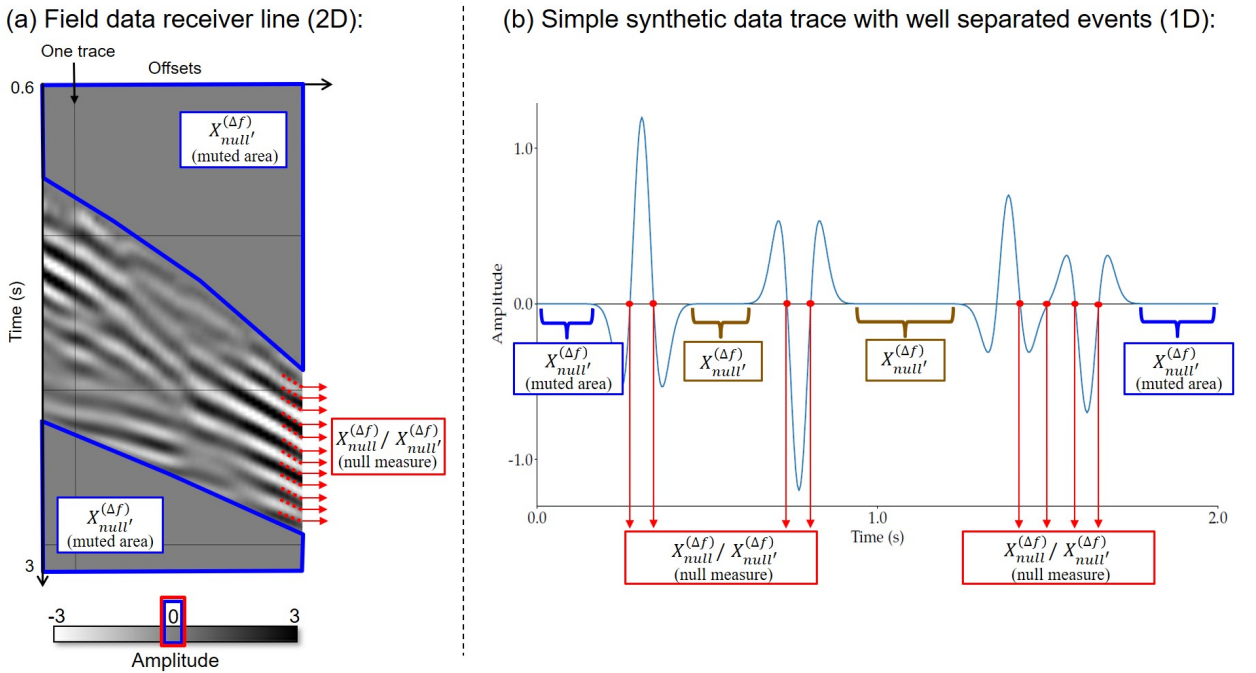 (a) Field data receiver line (2D):
One trace
Offsets
0.6
X_{null'}^{(Δf)}
(muted area)
Time (s)
X_{null}^{(Δf)} / X_{null'}^{(Δf)}
(null measure)
X_{null'}^{(Δf)}
(muted area)
3
-3 0 3
Amplitude
(b) Simple synthetic data trace with well separated events (1D):
1.0
0.0
-1.0
Amplitude
X_{null'}^{(Δf)}
(muted area)
X_{null'}^{(Δf)}
X_{null'}^{(Δf)}
X_{null'}^{(Δf)}
(muted area)
0.0 1.0 2.0
Time (s)
X_{null}^{(Δf)} / X_{null'}^{(Δf)}
(null measure)
X_{null}^{(Δf)} / X_{null'}^{(Δf)}
(null measure)